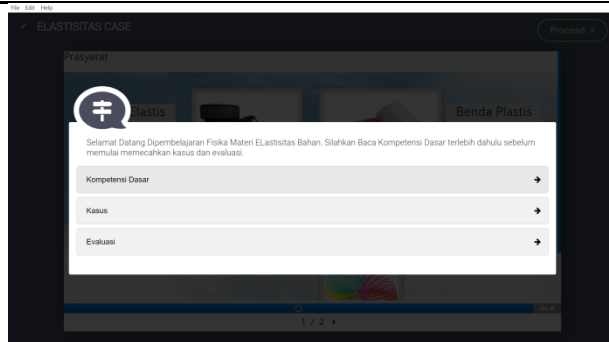 File Edit Help
ELASTISITAS CASE
Proceed
Prasyarat
Elastis
Benda Plastis
Selamat Datang Dipembelajaran Fisika Materi ELastisitas Bahan. Silahkan Baca Kompetensi Dasar terlebih dahulu sebelum
memulai memecahkan kasus dan evaluasi.
Kompetensi Dasar
Kasus
Evaluasi
1 / 2